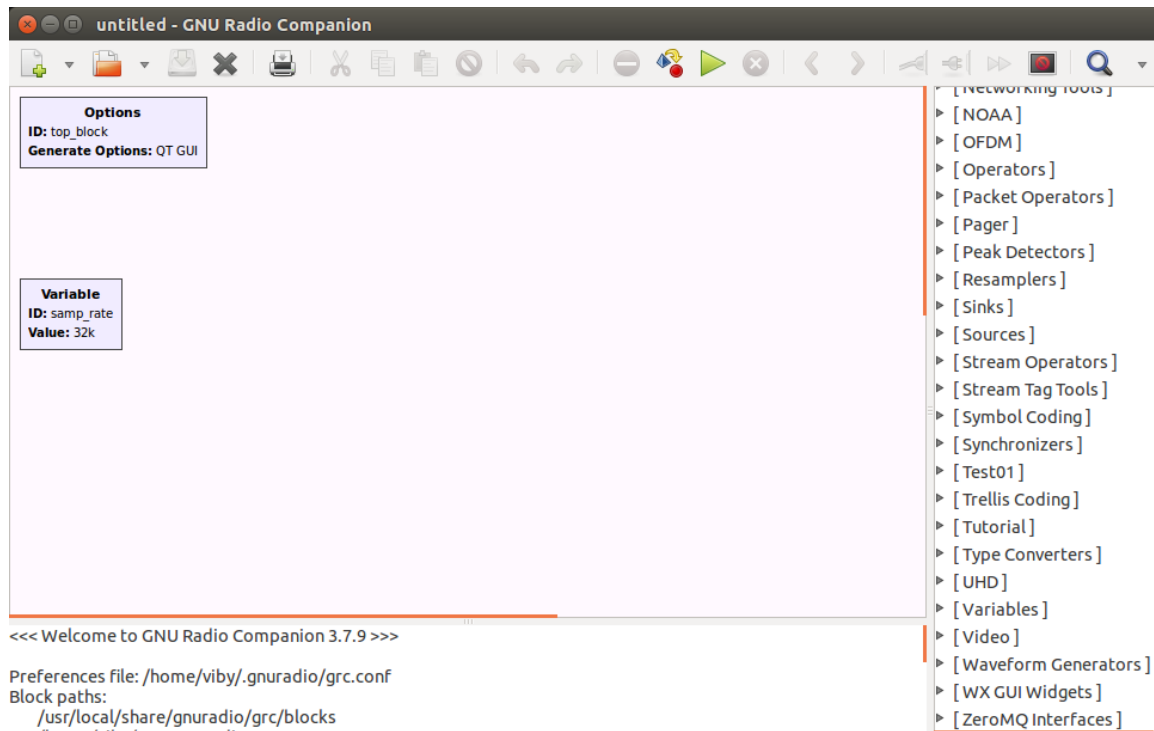 untitled - GNU Radio Companion
Options
ID: top_block
Generate Options: QT GUI
Variable
ID: samp_rate
Value: 32k
[ Networking Tools ]
[ NOAA ]
[ OFDM ]
[ Operators ]
[ Packet Operators ]
[ Pager ]
[ Peak Detectors ]
[ Resamplers ]
[ Sinks ]
[ Sources ]
[ Stream Operators ]
[ Stream Tag Tools ]
[ Symbol Coding ]
[ Synchronizers ]
[ Test01 ]
[ Trellis Coding ]
[ Tutorial ]
[ Type Converters ]
[ UHD ]
[ Variables ]
[ Video ]
[ Waveform Generators ]
[ WX GUI Widgets ]
[ ZeroMQ Interfaces ]
<<< Welcome to GNU Radio Companion 3.7.9 >>>
Preferences file: /home/viby/.gnuradio/grc.conf
Block paths:
/usr/local/share/gnuradio/grc/blocks